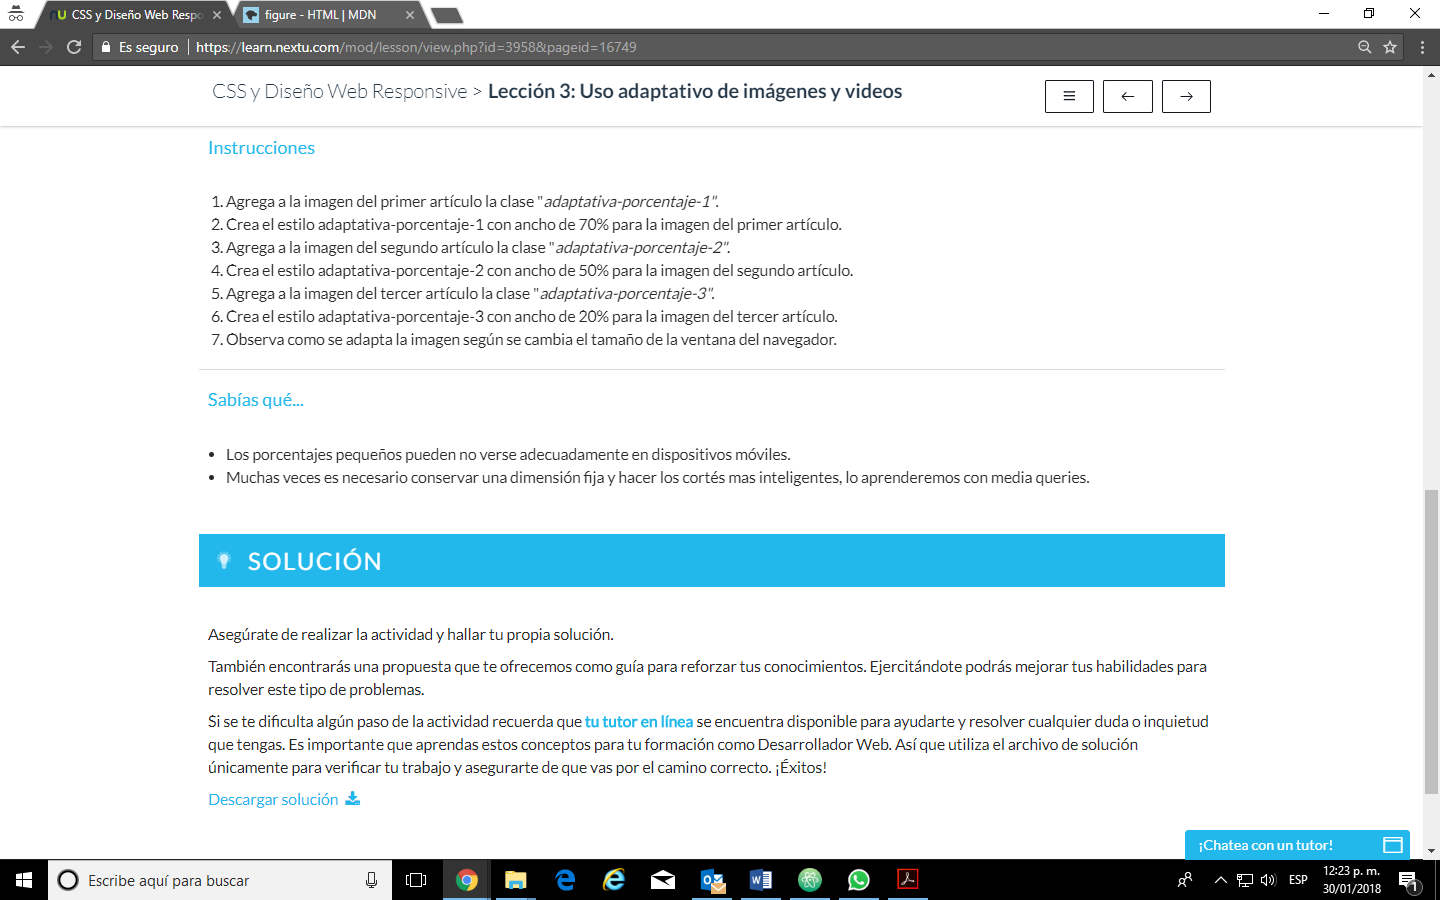 CSS y Diseño Web Respo
figure - HTML | MDN
Es seguro
https://learn.nextu.com/mod/lesson/view.php?id=3958&pageid=16749
CSS y Diseño Web Responsive > Lección 3: Uso adaptativo de imágenes y videos
Instrucciones
1. Agrega a la imagen del primer artículo la clase "adaptativa-porcentaje-1".
2. Crea el estilo adaptativa-porcentaje-1 con ancho de 70% para la imagen del primer artículo.
3. Agrega a la imagen del segundo artículo la clase "adaptativa-porcentaje-2".
4. Crea el estilo adaptativa-porcentaje-2 con ancho de 50% para la imagen del segundo artículo.
5. Agrega a la imagen del tercer artículo la clase "adaptativa-porcentaje-3".
6. Crea el estilo adaptativa-porcentaje-3 con ancho de 20% para la imagen del tercer artículo.
7. Observa como se adapta la imagen según se cambia el tamaño de la ventana del navegador.
Sabías qué...
• Los porcentajes pequeños pueden no verse adecuadamente en dispositivos móviles.
• Muchas veces es necesario conservar una dimensión fija y hacer los cortés mas inteligentes, lo aprenderemos con media queries.
SOLUCIÓN
Asegúrate de realizar la actividad y hallar tu propia solución.
También encontrarás una propuesta que te ofrecemos como guía para reforzar tus conocimientos. Ejercitándote podrás mejorar tus habilidades para
resolver este tipo de problemas.
Si se te dificulta algún paso de la actividad recuerda que tu tutor en línea se encuentra disponible para ayudarte y resolver cualquier duda o inquietud
que tengas. Es importante que aprendas estos conceptos para tu formación como Desarrollador Web. Así que utiliza el archivo de solución
únicamente para verificar tu trabajo y asegurarte de que vas por el camino correcto. ¡Éxitos!
Descargar solución
¡Chatea con un tutor!
Escribe aquí para buscar
ESP
12:23 p. m.
30/01/2018
1